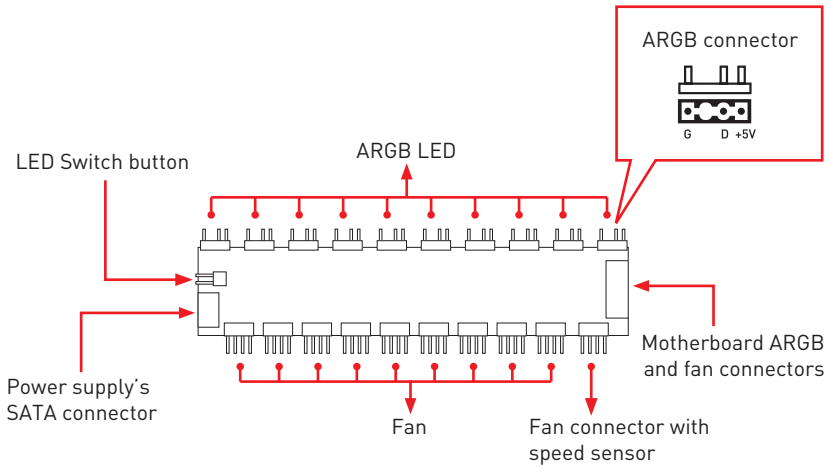 ARGB connector
G D +5V
LED Switch button
ARGB LED
Power supply’s
SATA connector
Fan
Fan connector with
speed sensor
Motherboard ARGB
and fan connectors